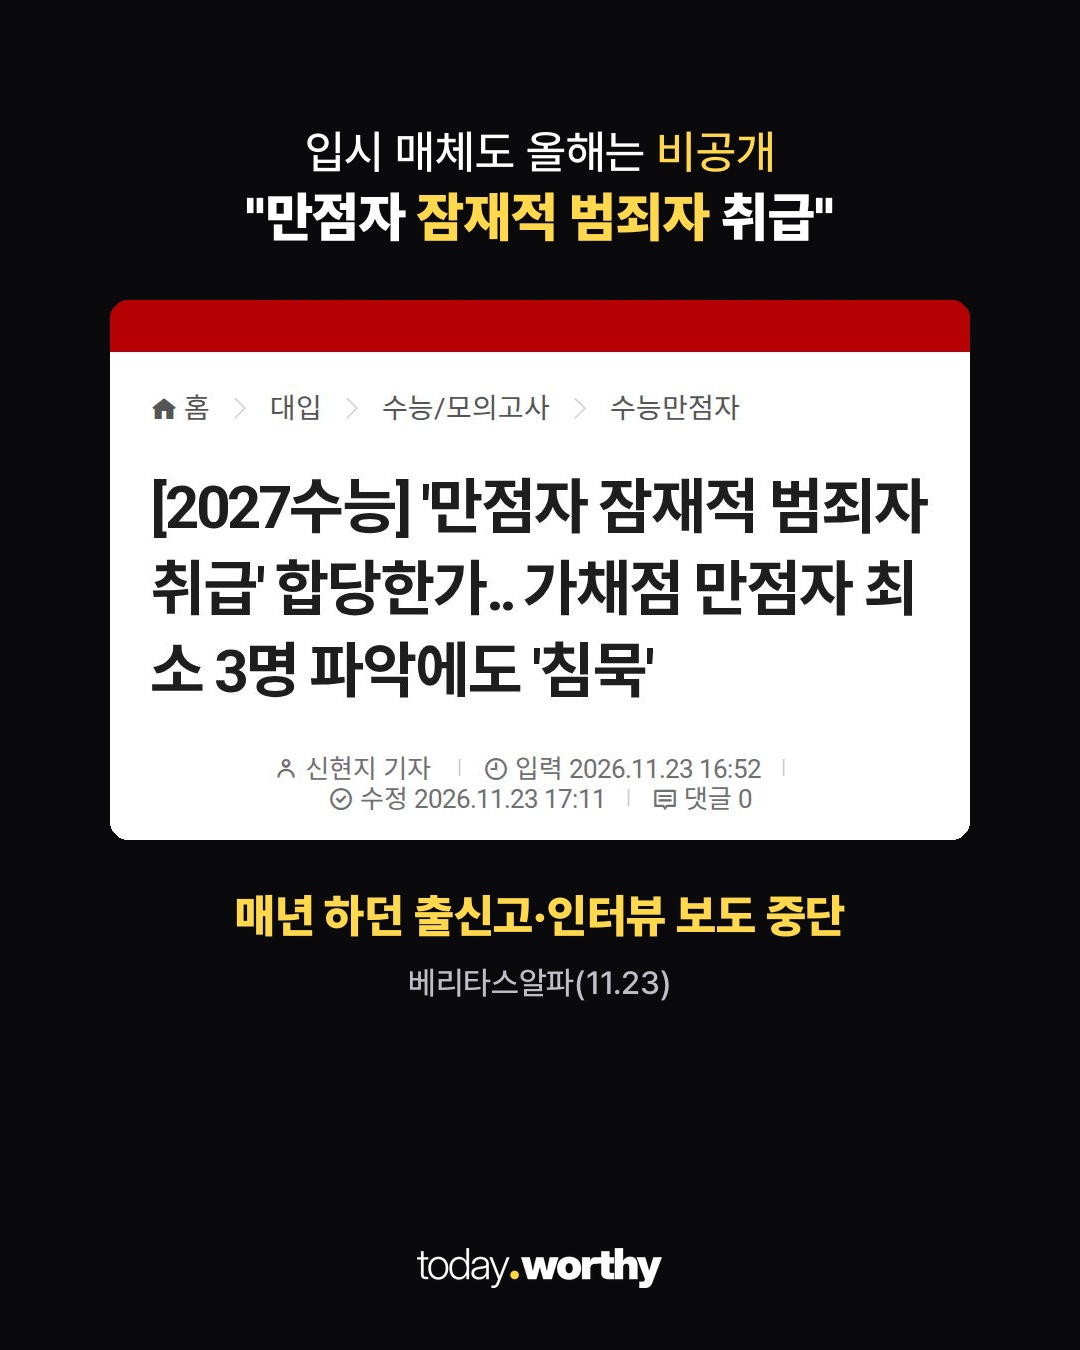 입시 매체도 올해는 비공개
"만점자 잠재적 범죄자 취급"
홈 > 대입 > 수능/모의고사 > 수능만점자
[2027수능] '만점자 잠재적 범죄자
취급' 합당한가.. 가채점 만점자 최
소 3명 파악에도 '침묵'
신현지 기자 | 입력 2026.11.23 16:52 |
수정 2026.11.23 17:11 | 댓글 0
매년 하던 출신고·인터뷰 보도 중단
베리타스알파(11.23)
today.worthy